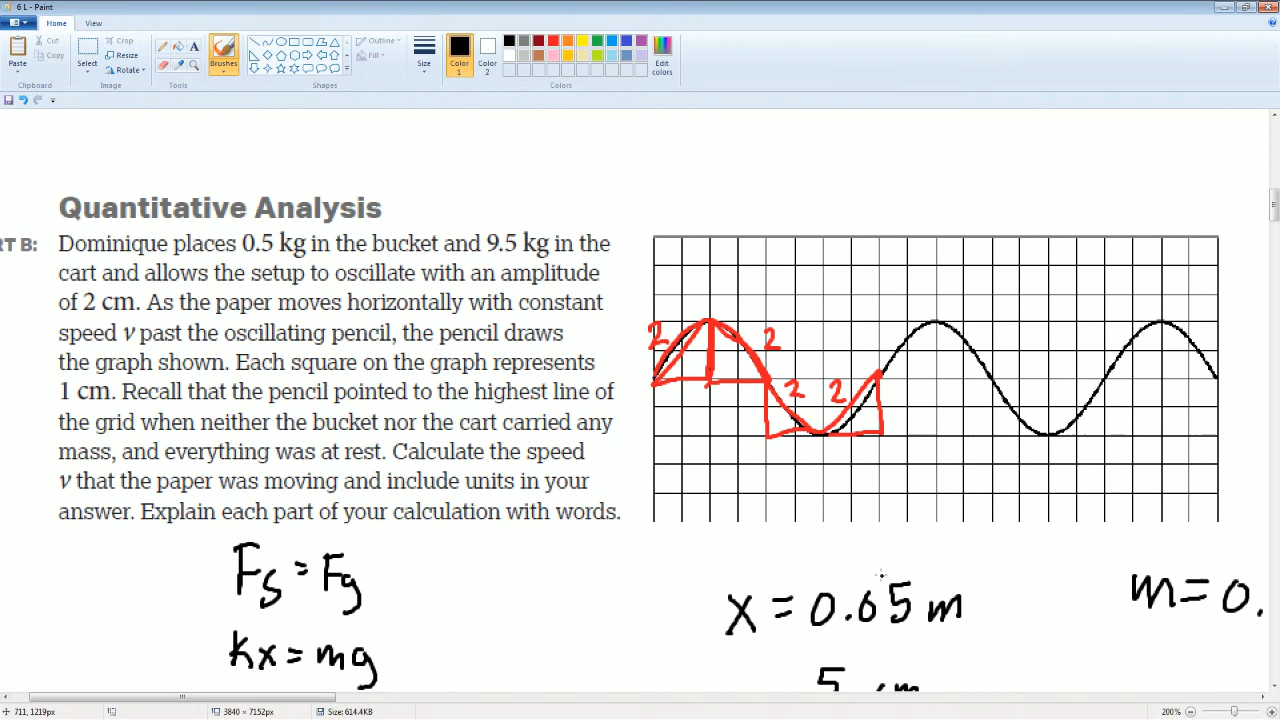 6 L - Paint
Home View
Paste Cut Copy Clipboard
Select Crop Resize Rotate Image
A Tools
Brushes
Outline Fill Shapes
Size
Color 1 Color 2 Edit colors Colors
Quantitative Analysis
RT B: Dominique places 0.5 kg in the bucket and 9.5 kg in the
cart and allows the setup to oscillate with an amplitude
of 2 cm. As the paper moves horizontally with constant
speed v past the oscillating pencil, the pencil draws
the graph shown. Each square on the graph represents
1 cm. Recall that the pencil pointed to the highest line of
the grid when neither the bucket nor the cart carried any
mass, and everything was at rest. Calculate the speed
v that the paper was moving and include units in your
answer. Explain each part of your calculation with words.
2 2
2 2
Fs = Fg
x = 0.05 m
m = 0.
kx = mg
5 cm
711, 1219px 3840 × 7152px Size: 614.4KB 200%